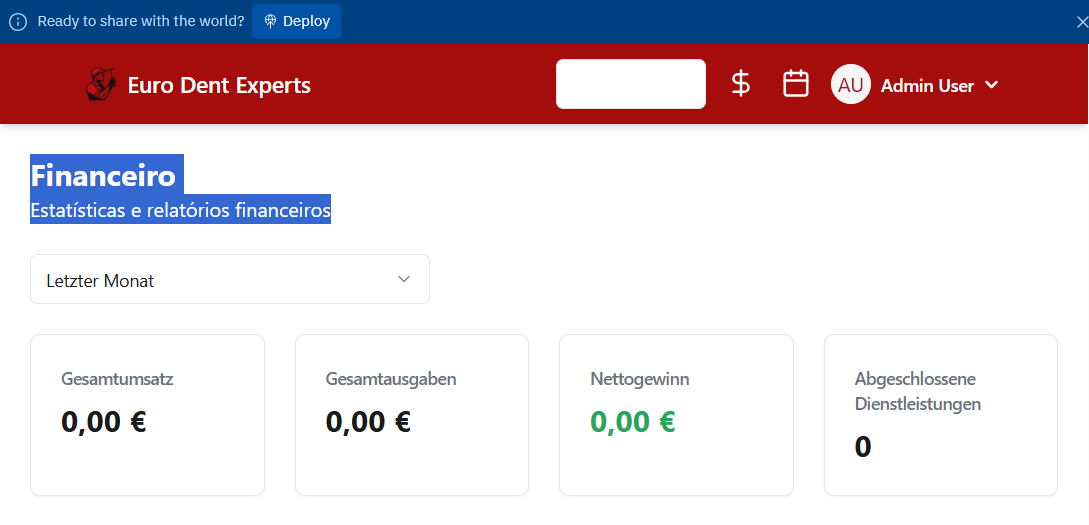 Ready to share with the world? Deploy
Euro Dent Experts
AU Admin User
Financeiro
Estatísticas e relatórios financeiros
Letzter Monat
Gesamtumsatz
0,00 €
Gesamtausgaben
0,00 €
Nettogewinn
0,00 €
Abgeschlossene
Dienstleistungen
0